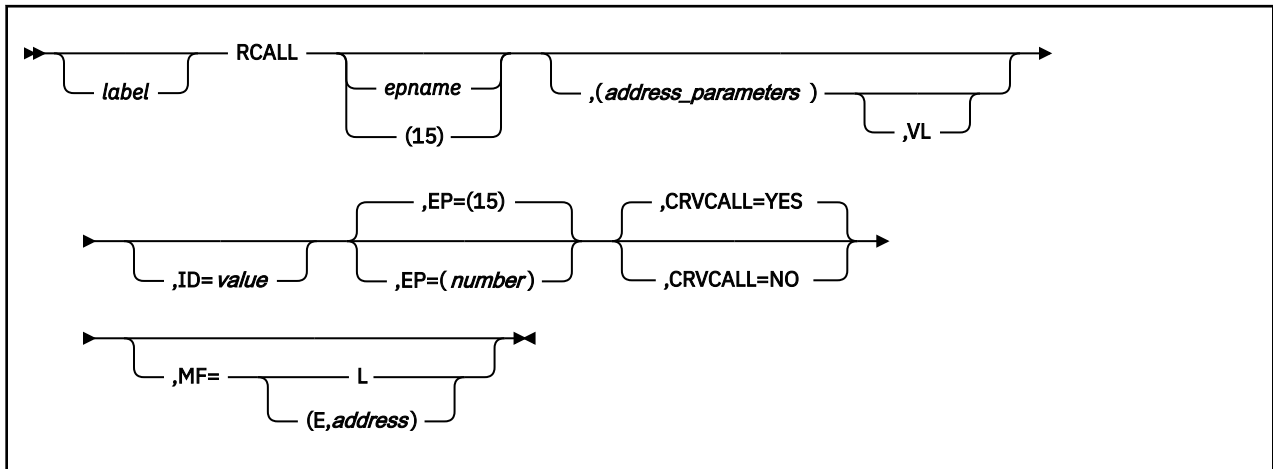 RCALL
label
epname
(15)
,(address_parameters )
,VL
,EP=(15)
,CRVCALL=YES
,ID=value
,EP=(number)
,CRVCALL=NO
,MF=
L
(E,address)